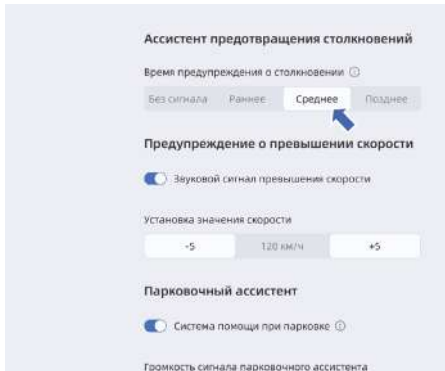 Ассистент предотвращения столкновений
Время предупреждения о столкновении
Без сигнала Раннее Среднее Позднее
Предупреждение о превышении скорости
Звуковой сигнал превышения скорости
Установка значения скорости
-5 120 км/ч +5
Парковочный ассистент
Система помощи при парковке
Громкость сигнала парковочного ассистента